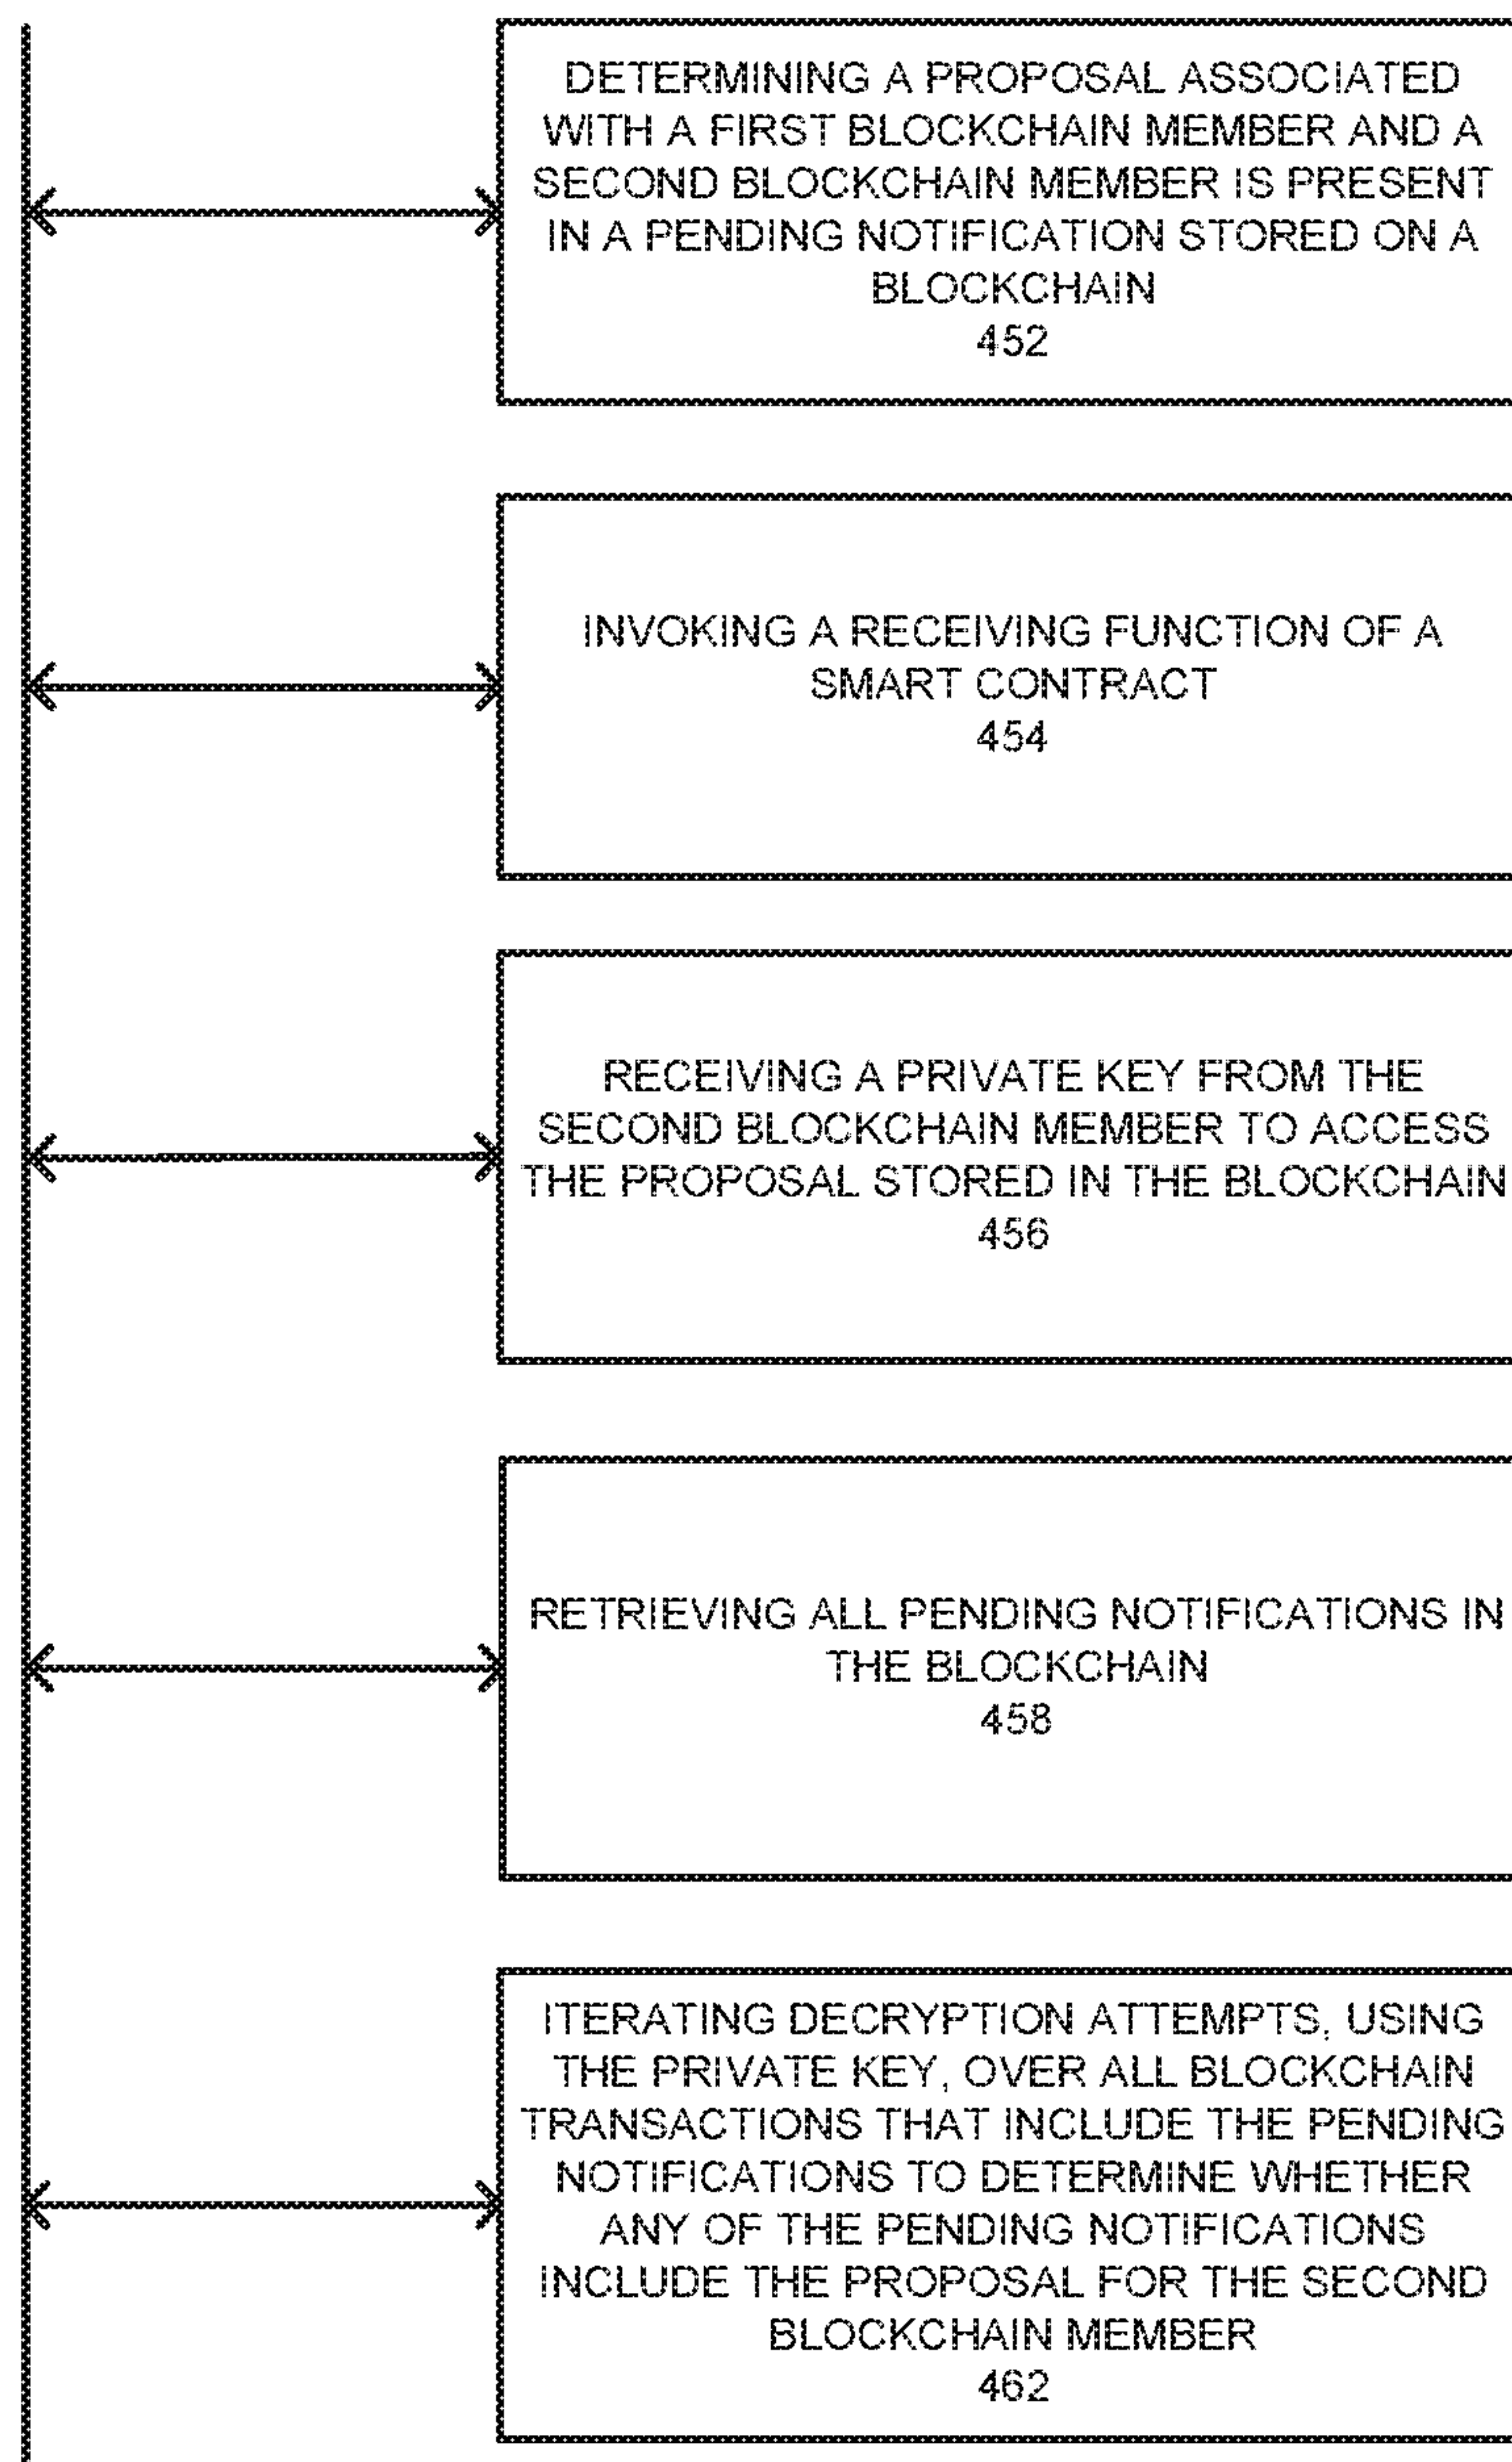 DETERMINING A PROPOSAL ASSOCIATED
WITH A FIRST BLOCKCHAIN MEMBER AND A
SECOND BLOCKCHAIN MEMBER IS PRESENT
IN A PENDING NOTIFICATION STORED ON A
BLOCKCHAIN
452
INVOKING A RECEIVING FUNCTION OF A
SMART CONTRACT
454
RECEIVING A PRIVATE KEY FROM THE
SECOND BLOCKCHAIN MEMBER TO ACCESS
THE PROPOSAL STORED IN THE BLOCKCHAIN
456
RETRIEVING ALL PENDING NOTIFICATIONS IN
THE BLOCKCHAIN
458
ITERATING DECRYPTION ATTEMPTS, USING
THE PRIVATE KEY, OVER ALL BLOCKCHAIN
TRANSACTIONS THAT INCLUDE THE PENDING
NOTIFICATIONS TO DETERMINE WHETHER
ANY OF THE PENDING NOTIFICATIONS
INCLUDE THE PROPOSAL FOR THE SECOND
BLOCKCHAIN MEMBER
462